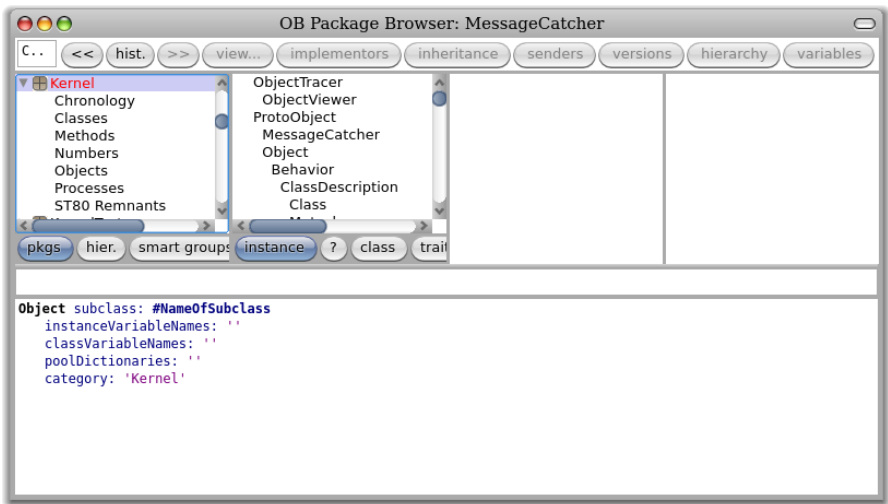 OB Package Browser: MessageCatcher
C.. << hist. >> view... implementors inheritance senders versions hierarchy variables
Kernel
Chronology
Classes
Methods
Numbers
Objects
Processes
ST80 Remnants
ObjectTracer
ObjectViewer
ProtoObject
MessageCatcher
Object
Behavior
ClassDescription
Class
pkgs hier. smart groups instance ? class trai
Object subclass: #NameOfSubclass
instanceVariableNames: ''
classVariableNames: ''
poolDictionaries: ''
category: 'Kernel'